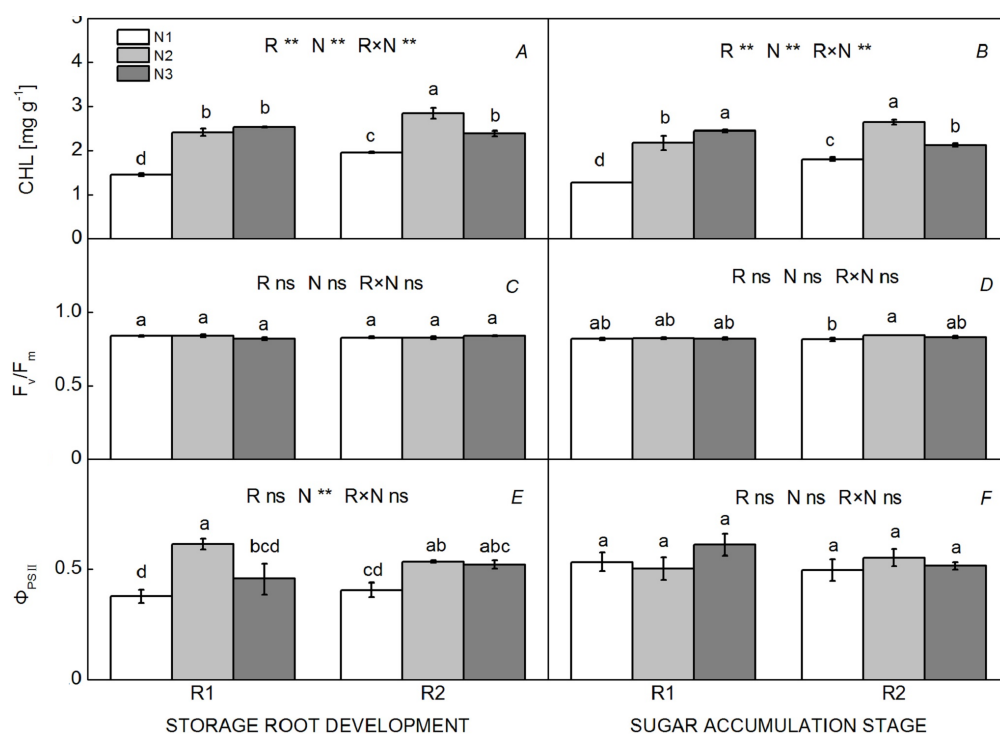 5
N1
N2
N3
R ** N ** R×N **
A
R ** N ** R×N **
B
4
3
2
1
0
CHL [mg g⁻¹]
d b b c a b
d b a c a b
R ns N ns R×N ns
C
R ns N ns R×N ns
D
1.0
0.5
0
Fv/Fm
a a a a a a
ab ab ab b a ab
R ns N ** R×N ns
E
R ns N ns R×N ns
F
0.5
0
ΦPSII
d a bcd cd ab abc
a a a a a a
R1 R2 R1 R2
STORAGE ROOT DEVELOPMENT
SUGAR ACCUMULATION STAGE